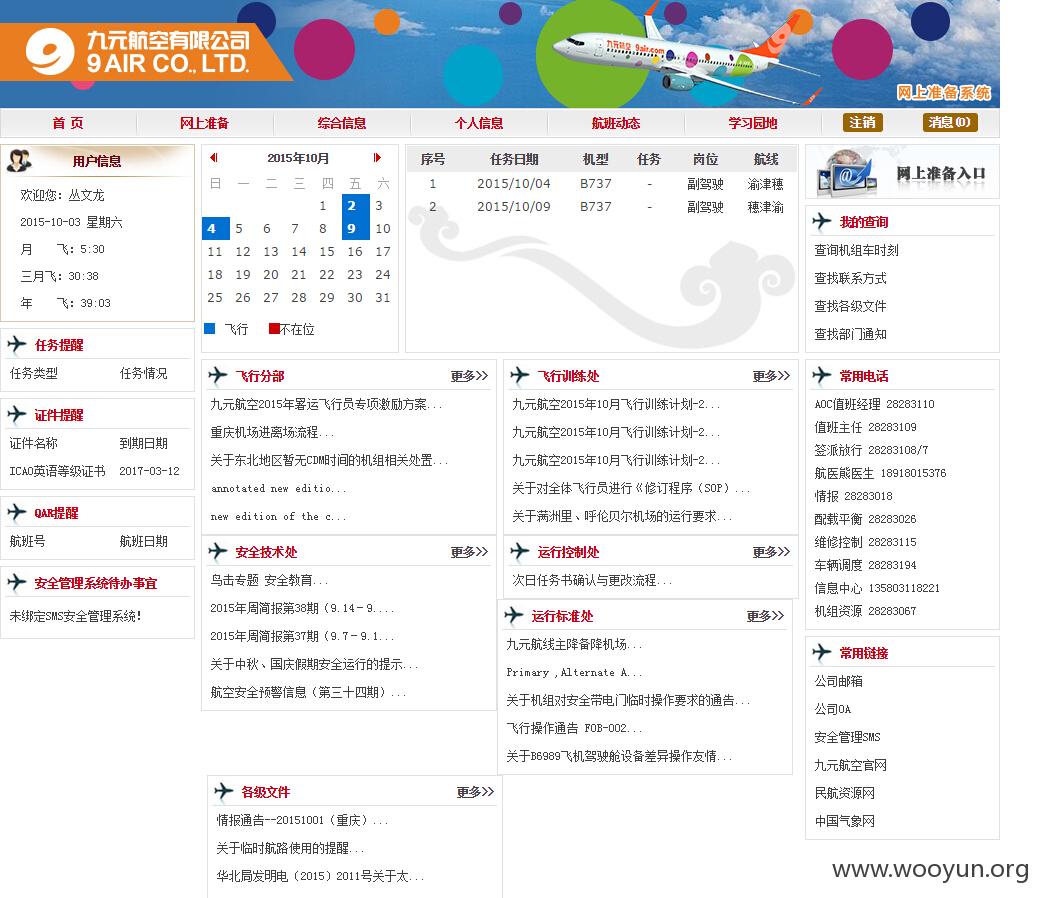 九元航空有限公司
9 AIR CO., LTD.
九元航空 9air.com
网上准备系统
首 页 网上准备 综合信息 个人信息 航班动态 学习园地 注销 消息(0)
用户信息
欢迎您: 丛文龙
2015-10-03 星期六
月 飞: 5:30
三月飞: 30:38
年 飞: 39:03
任务提醒
任务类型 任务情况
证件提醒
证件名称 到期日期
ICAO英语等级证书 2017-03-12
QAR提醒
航班号 航班日期
安全管理系统待办事宜
未绑定SMS安全管理系统!
2015年10月
日 一 二 三 四 五 六
1 2 3
4 5 6 7 8 9 10
11 12 13 14 15 16 17
18 19 20 21 22 23 24
25 26 27 28 29 30 31
飞行 不在位
序号 任务日期 机型 任务 岗位 航线
1 2015/10/04 B737 - 副驾驶 渝津穗
2 2015/10/09 B737 - 副驾驶 穗津渝
飞行分部 更多>>
九元航空2015年署运飞行员专项激励方案...
重庆机场进离场流程...
关于东北地区暂无CDM时间的机组相关处置...
annotated new editio...
new edition of the c...
飞行训练处 更多>>
九元航空2015年10月飞行训练计划-2...
九元航空2015年10月飞行训练计划-2...
九元航空2015年10月飞行训练计划-2...
关于对全体飞行员进行《修订程序（SOP）...
关于满洲里、呼伦贝尔机场的运行要求...
安全技术处 更多>>
鸟击专题 安全教育...
2015年周简报第38期（9.14－9....
2015年周简报第37期（9.7－9.1...
关于中秋、国庆假期安全运行的提示...
航空安全预警信息（第三十四期）...
运行控制处 更多>>
次日任务书确认与更改流程...
运行标准处 更多>>
九元航线主降备降机场...
Primary ,Alternate A...
关于机组对安全带电门临时操作要求的通告...
飞行操作通告 FOB-002...
关于B6989飞机驾驶舱设备差异操作友情...
各级文件 更多>>
情报通告--20151001（重庆）...
关于临时航路使用的提醒...
华北局发明电（2015）2011号关于太...
网上准备入口
我的查询
查询机组车时刻
查找联系方式
查找各级文件
查找部门通知
常用电话
AOC值班经理 28283110
值班主任 28283109
签派放行 28283108/7
航医熊医生 18918015376
情报 28283018
配载平衡 28283026
维修控制 28283115
车辆调度 28283194
信息中心 135803118221
机组资源 28283067
常用链接
公司邮箱
公司OA
安全管理SMS
九元航空官网
民航资源网
中国气象网
www.wooyun.org